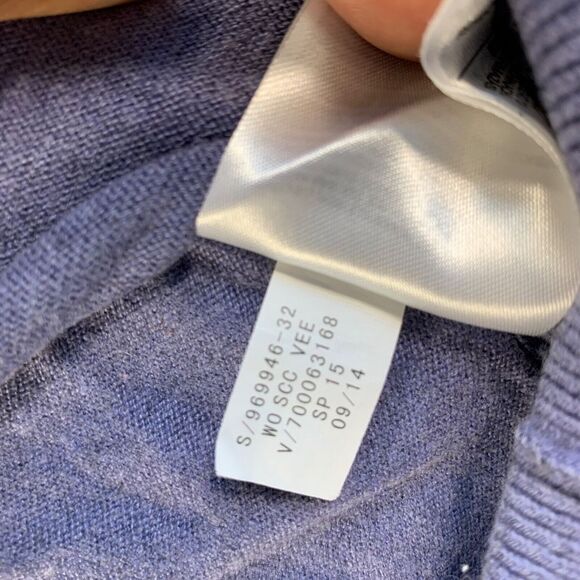 S/969946-32
WO SCC VEE
V/700063168
SP 15
09/14